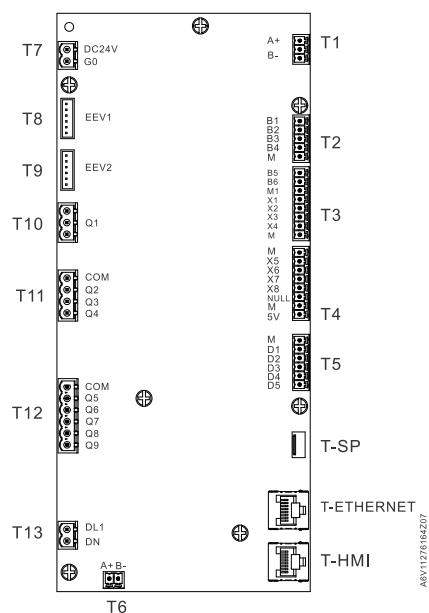 T7
DC24V
G0
T8
EEV1
T9
EEV2
T10
Q1
T11
COM
Q2
Q3
Q4
T12
COM
Q5
Q6
Q7
Q8
Q9
T13
DL1
DN
A+ B-
T6
A+
B-
T1
B1
B2
B3
B4
M
T2
B5
B6
M1
X1
X2
X3
X4
M
T3
M
X5
X6
X7
X8
NULL
M
5V
T4
M
D1
D2
D3
D4
D5
T5
T-SP
T-ETHERNET
T-HMI
A6V11276164Z07